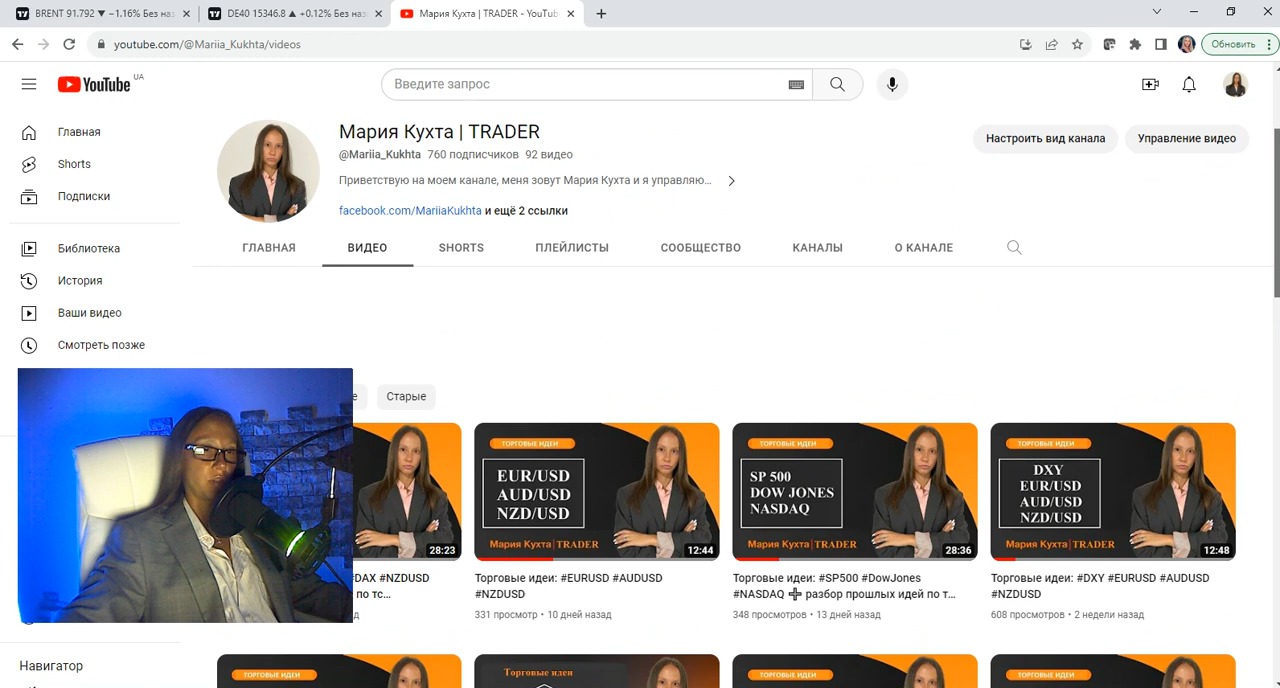 BRENT 91.792 ▼ −1.16% Без наз
DE40 15346.8 ▲ +0.12% Без наз
Мария Кухта | TRADER - YouTub
youtube.com/@Mariia_Kukhta/videos
Обновить
YouTube UA
Введите запрос
Главная
Shorts
Подписки
Библиотека
История
Ваши видео
Смотреть позже
Навигатор
Мария Кухта | TRADER
@Mariia_Kukhta 760 подписчиков 92 видео
Приветствую на моем канале, меня зовут Мария Кухта и я управляю...
facebook.com/MariiaKukhta и ещё 2 ссылки
Настроить вид канала
Управление видео
ГЛАВНАЯ ВИДЕО SHORTS ПЛЕЙЛИСТЫ СООБЩЕСТВО КАНАЛЫ О КАНАЛЕ
Старые
28:23
#DAX #NZDUSD
по тс...
ТОРГОВЫЕ ИДЕИ
EUR/USD
AUD/USD
NZD/USD
Мария Кухта|TRADER
12:44
Торговые идеи: #EURUSD #AUDUSD
#NZDUSD
331 просмотр • 10 дней назад
ТОРГОВЫЕ ИДЕИ
SP 500
DOW JONES
NASDAQ
Мария Кухта|TRADER
28:36
Торговые идеи: #SP500 #DowJones
#NASDAQ ➕ разбор прошлых идей по т...
348 просмотров • 13 дней назад
ТОРГОВЫЕ ИДЕИ
DXY
EUR/USD
AUD/USD
NZD/USD
Мария Кухта|TRADER
12:48
Торговые идеи: #DXY #EURUSD #AUDUSD
#NZDUSD
608 просмотров • 2 недели назад
ТОРГОВЫЕ ИДЕИ
Торговые идеи
ТОРГОВЫЕ ИДЕИ
ТОРГОВЫЕ ИДЕИ